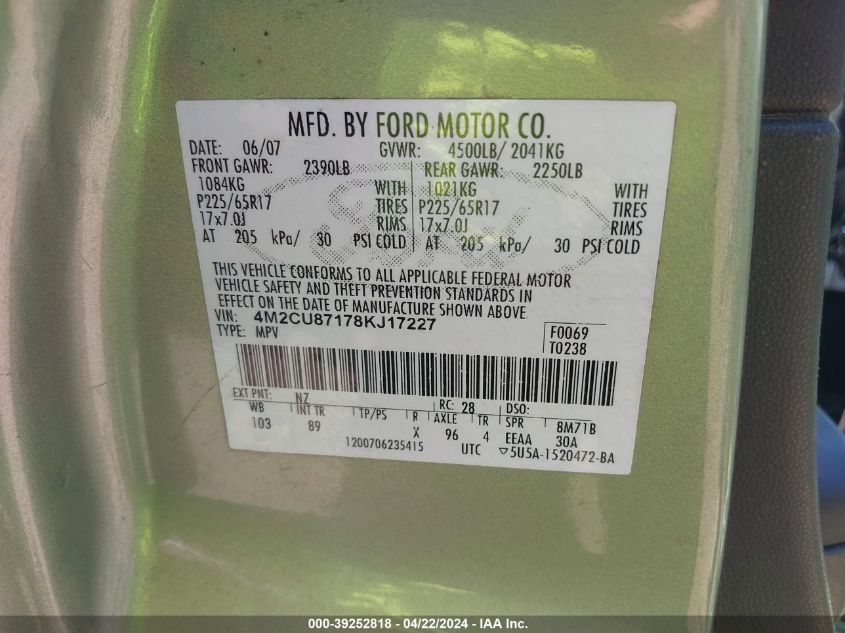 MFD. BY FORD MOTOR CO.
DATE: 06/07 GVWR: 4500LB/ 2041KG
FRONT GAWR: 2390LB REAR GAWR: 2250LB
1084KG WITH 1021KG WITH
P225/65R17 TIRES P225/65R17 TIRES
17x7.0J RIMS 17x7.0J RIMS
AT 205 kPa/ 30 PSI COLD AT 205 kPa/ 30 PSI COLD
THIS VEHICLE CONFORMS TO ALL APPLICABLE FEDERAL MOTOR
VEHICLE SAFETY AND THEFT PREVENTION STANDARDS IN
EFFECT ON THE DATE OF MANUFACTURE SHOWN ABOVE
VIN: 4M2CU87178KJ17227 F0069
TYPE: MPV T0238
EXT PNT: NZ RC: 28 DSO:
WB INT TR TP/PS R AXLE TR SPR 8M71B
103 89 X 96 4 EEAA 30A
1200706235415 UTC ▽5U5A-1520472-BA
000-39252818 / 04/22/2024 - IAA Inc.